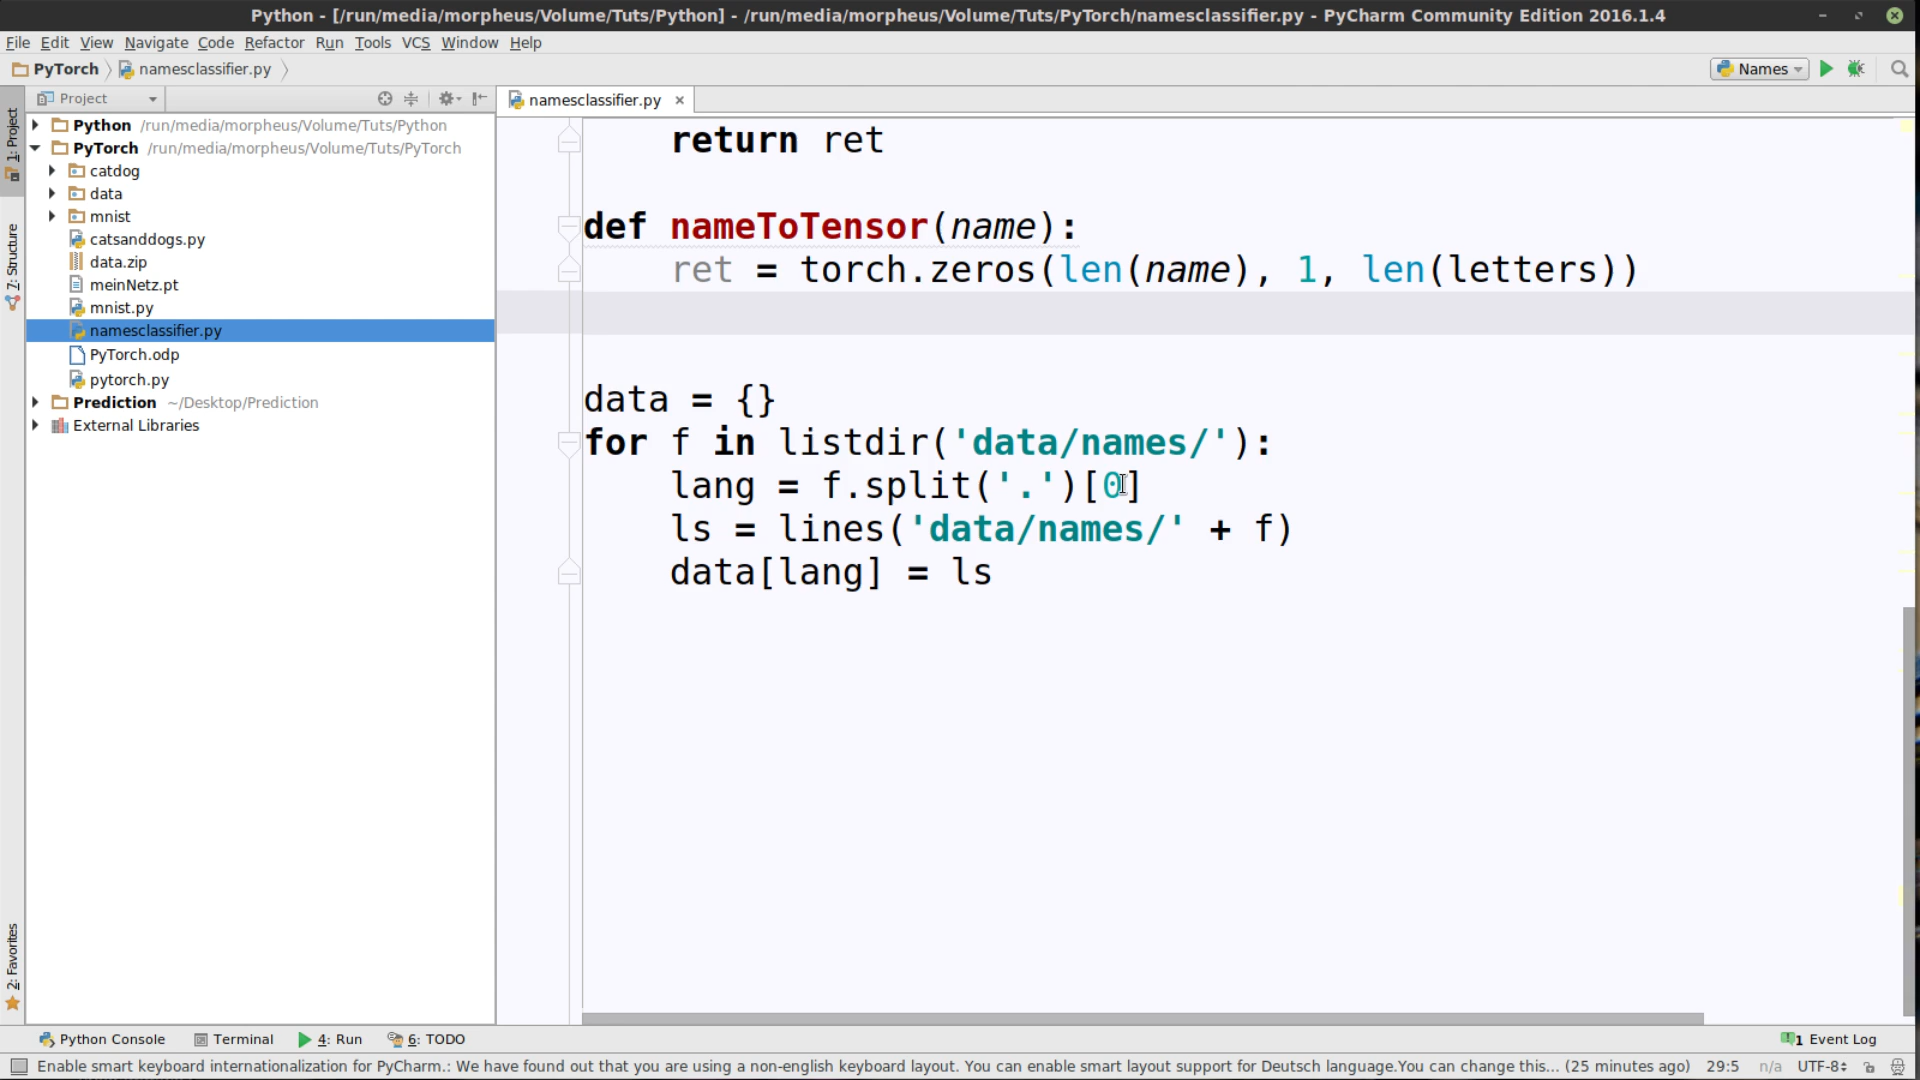 Python - [/run/media/morpheus/Volume/Tuts/Python] - /run/media/morpheus/Volume/Tuts/PyTorch/namesclassifier.py - PyCharm Community Edition 2016.1.4
File Edit View Navigate Code Refactor Run Tools VCS Window Help
PyTorch namesclassifier.py Names
Project namesclassifier.py
1: Project
7: Structure
2: Favorites
Python /run/media/morpheus/Volume/Tuts/Python
PyTorch /run/media/morpheus/Volume/Tuts/PyTorch
catdog
data
mnist
catsanddogs.py
data.zip
meinNetz.pt
mnist.py
namesclassifier.py
PyTorch.odp
pytorch.py
Prediction ~/Desktop/Prediction
External Libraries
return ret
def nameToTensor(name):
ret = torch.zeros(len(name), 1, len(letters))
data = {}
for f in listdir('data/names/'):
lang = f.split('.')[0]
ls = lines('data/names/' + f)
data[lang] = ls
Python Console Terminal 4: Run 6: TODO 1 Event Log
Enable smart keyboard internationalization for PyCharm.: We have found out that you are using a non-english keyboard layout. You can enable smart layout support for Deutsch language.You can change this... (25 minutes ago) 29:5 n/a UTF-8